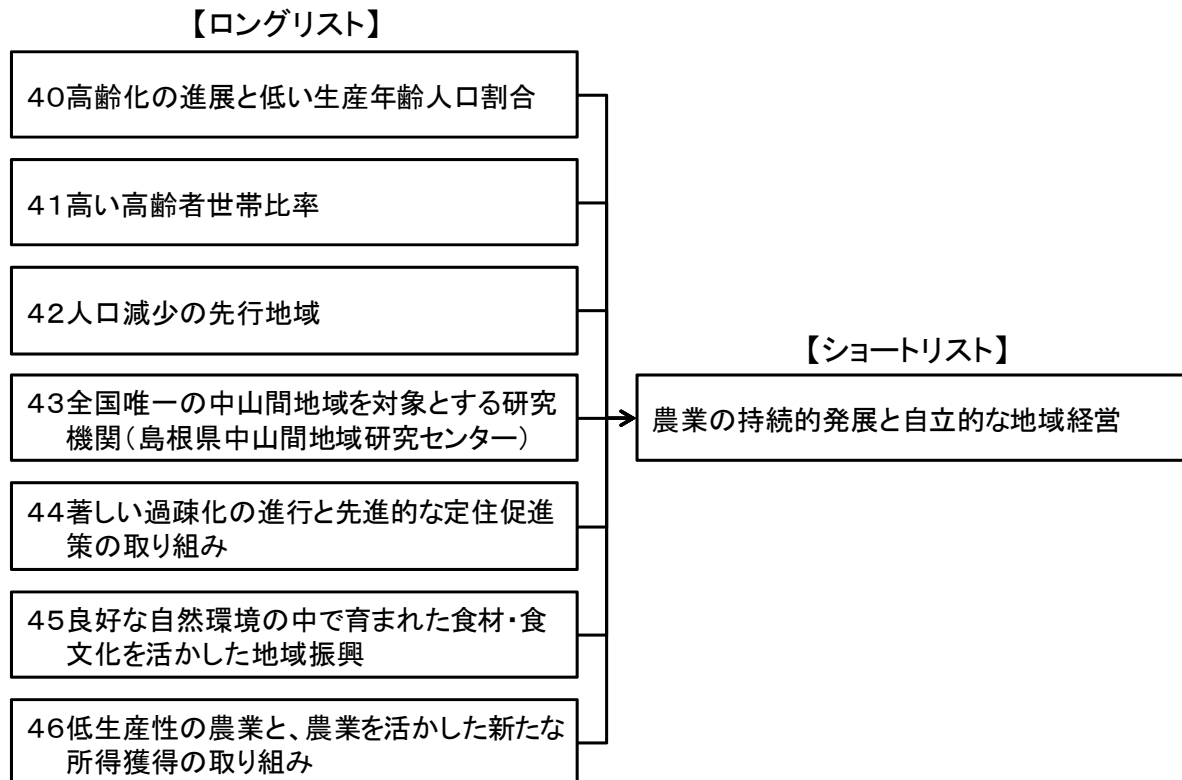 【ロングリスト】
40高齢化の進展と低い生産年齢人口割合
41高い高齢者世帯比率
42人口減少の先行地域
43全国唯一の中山間地域を対象とする研究
機関(島根県中山間地域研究センター)
44著しい過疎化の進行と先進的な定住促進
策の取り組み
45良好な自然環境の中で育まれた食材・食
文化を活かした地域振興
46低生産性の農業と、農業を活かした新たな
所得獲得の取り組み
【ショートリスト】
農業の持続的発展と自立的な地域経営